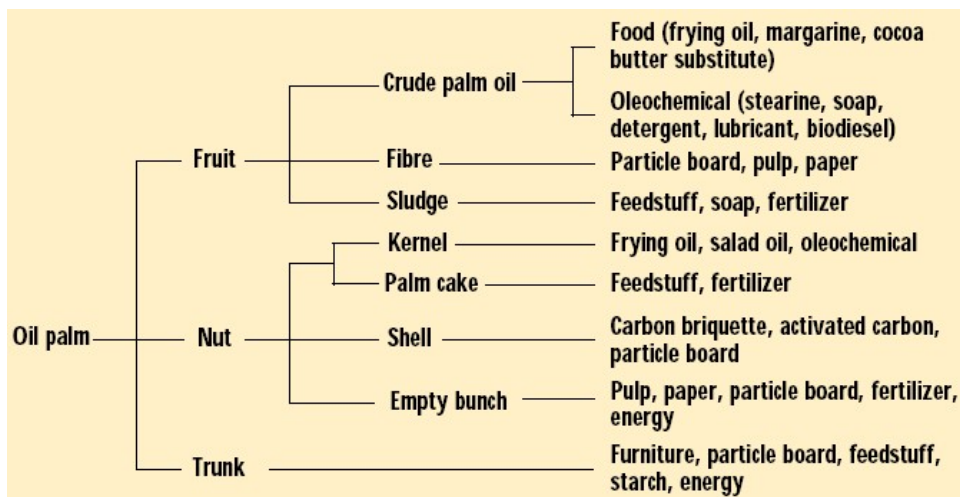 Food (frying oil, margarine, cocoa
butter substitute)
Crude palm oil
Oleochemical (stearine, soap,
detergent, lubricant, biodiesel)
Fruit
Fibre
Particle board, pulp, paper
Sludge
Feedstuff, soap, fertilizer
Kernel
Frying oil, salad oil, oleochemical
Palm cake
Feedstuff, fertilizer
Oil palm
Nut
Shell
Carbon briquette, activated carbon,
particle board
Empty bunch
Pulp, paper, particle board, fertilizer,
energy
Trunk
Furniture, particle board, feedstuff,
starch, energy